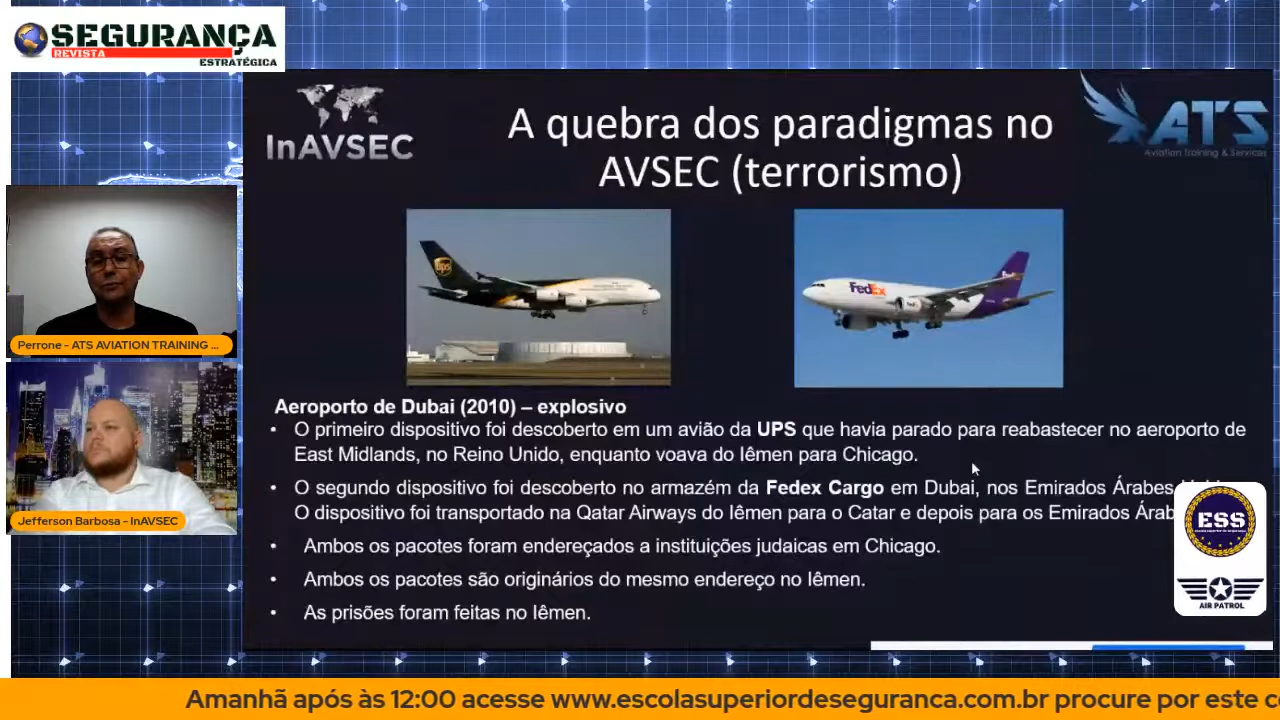 SEGURANÇA
REVISTA
ESTRATÉGICA
InAVSEC
A quebra dos paradigmas no
AVSEC (terrorismo)
ATS
Aviation Training & Services
ups
FedEx
FedEx
Perrone - ATS AVIATION TRAINING ...
Jefferson Barbosa - InAVSEC
Aeroporto de Dubai (2010) – explosivo
• O primeiro dispositivo foi descoberto em um avião da UPS que havia parado para reabastecer no aeroporto de
East Midlands, no Reino Unido, enquanto voava do Iêmen para Chicago.
• O segundo dispositivo foi descoberto no armazém da Fedex Cargo em Dubai, nos Emirados Árabes
O dispositivo foi transportado na Qatar Airways do Iêmen para o Catar e depois para os Emirados Árab
• Ambos os pacotes foram endereçados a instituições judaicas em Chicago.
• Ambos os pacotes são originários do mesmo endereço no Iêmen.
• As prisões foram feitas no Iêmen.
ESS
AIR PATROL
Amanhã após às 12:00 acesse www.escolasuperiordeseguranca.com.br procure por este c